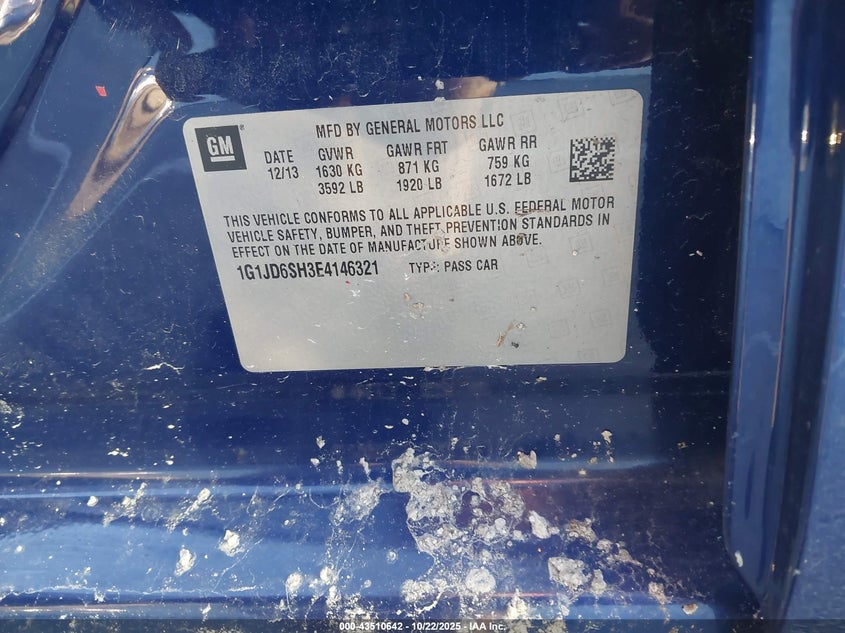 GM
MFD BY GENERAL MOTORS LLC
DATE GVWR GAWR FRT GAWR RR
12/13 1630 KG 871 KG 759 KG
3592 LB 1920 LB 1672 LB
THIS VEHICLE CONFORMS TO ALL APPLICABLE U.S. FEDERAL MOTOR
VEHICLE SAFETY, BUMPER, AND THEFT PREVENTION STANDARDS IN
EFFECT ON THE DATE OF MANUFACTURE SHOWN ABOVE.
1G1JD6SH3E4146321 TYPE: PASS CAR
000-43510642 - 10/22/2025 - IAA Inc.